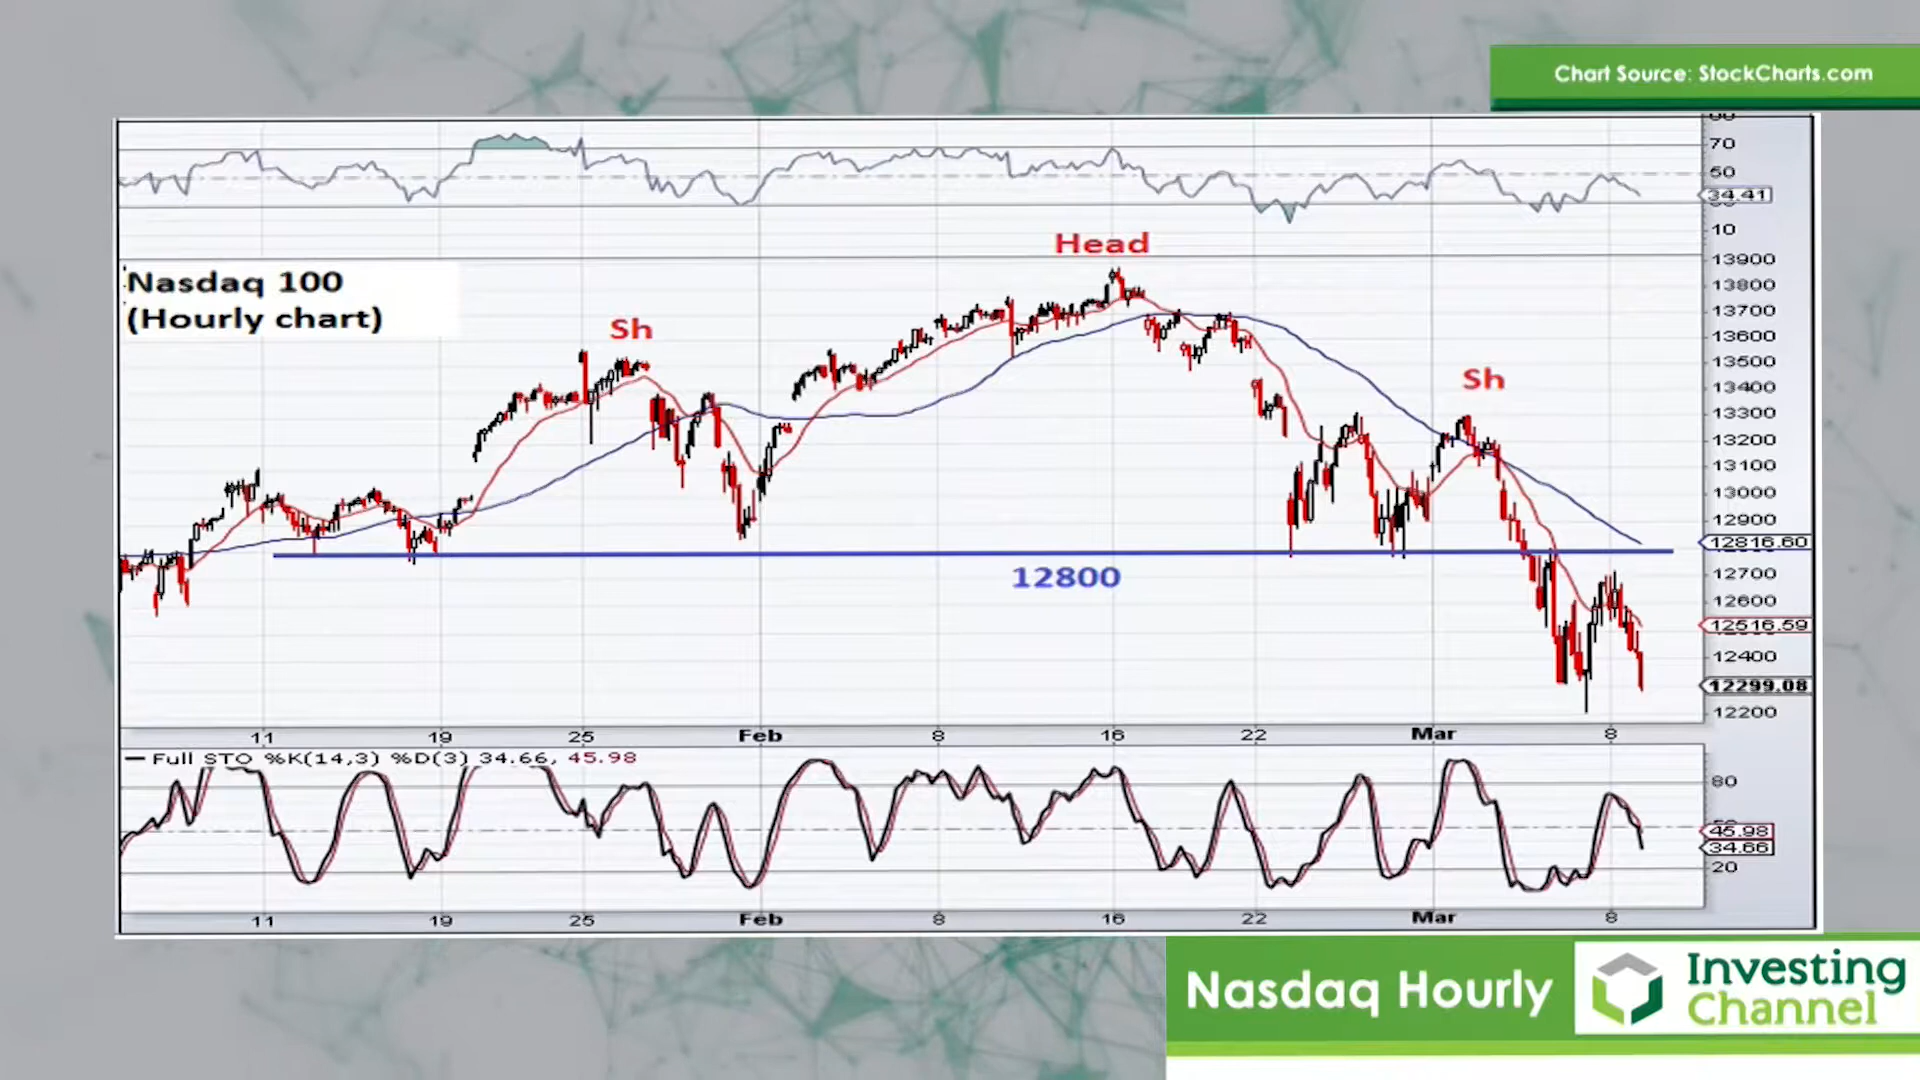 Chart Source: StockCharts.com
70
50
34.41
10
Head
13900
Nasdaq 100
(Hourly chart)
13800
13700
Sh
13600
13500
Sh
13400
13300
13200
13100
13000
12900
12816.60
12800
12700
12600
12516.59
12400
12299.08
12200
11 19 25 Feb 8 16 22 Mar 8
Full STO %K(14,3) %D(3) 34.66, 45.98
80
45.98
34.66
20
11 19 25 Feb 8 16 22 Mar 8
Nasdaq Hourly
Investing
Channel